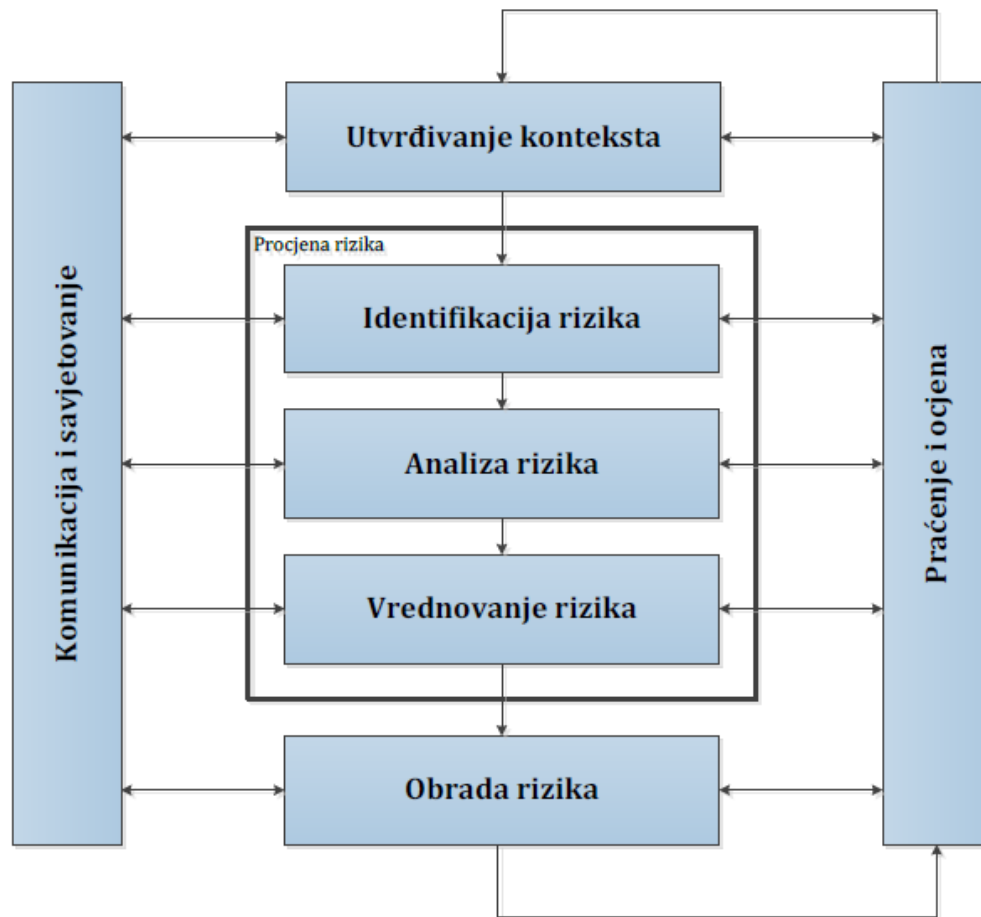 Utvrđivanje konteksta
Procjena rizika
Identifikacija rizika
Analiza rizika
Vrednovanje rizika
Obrada rizika
Komunikacija i savjetovanje
Praćenje i ocjena